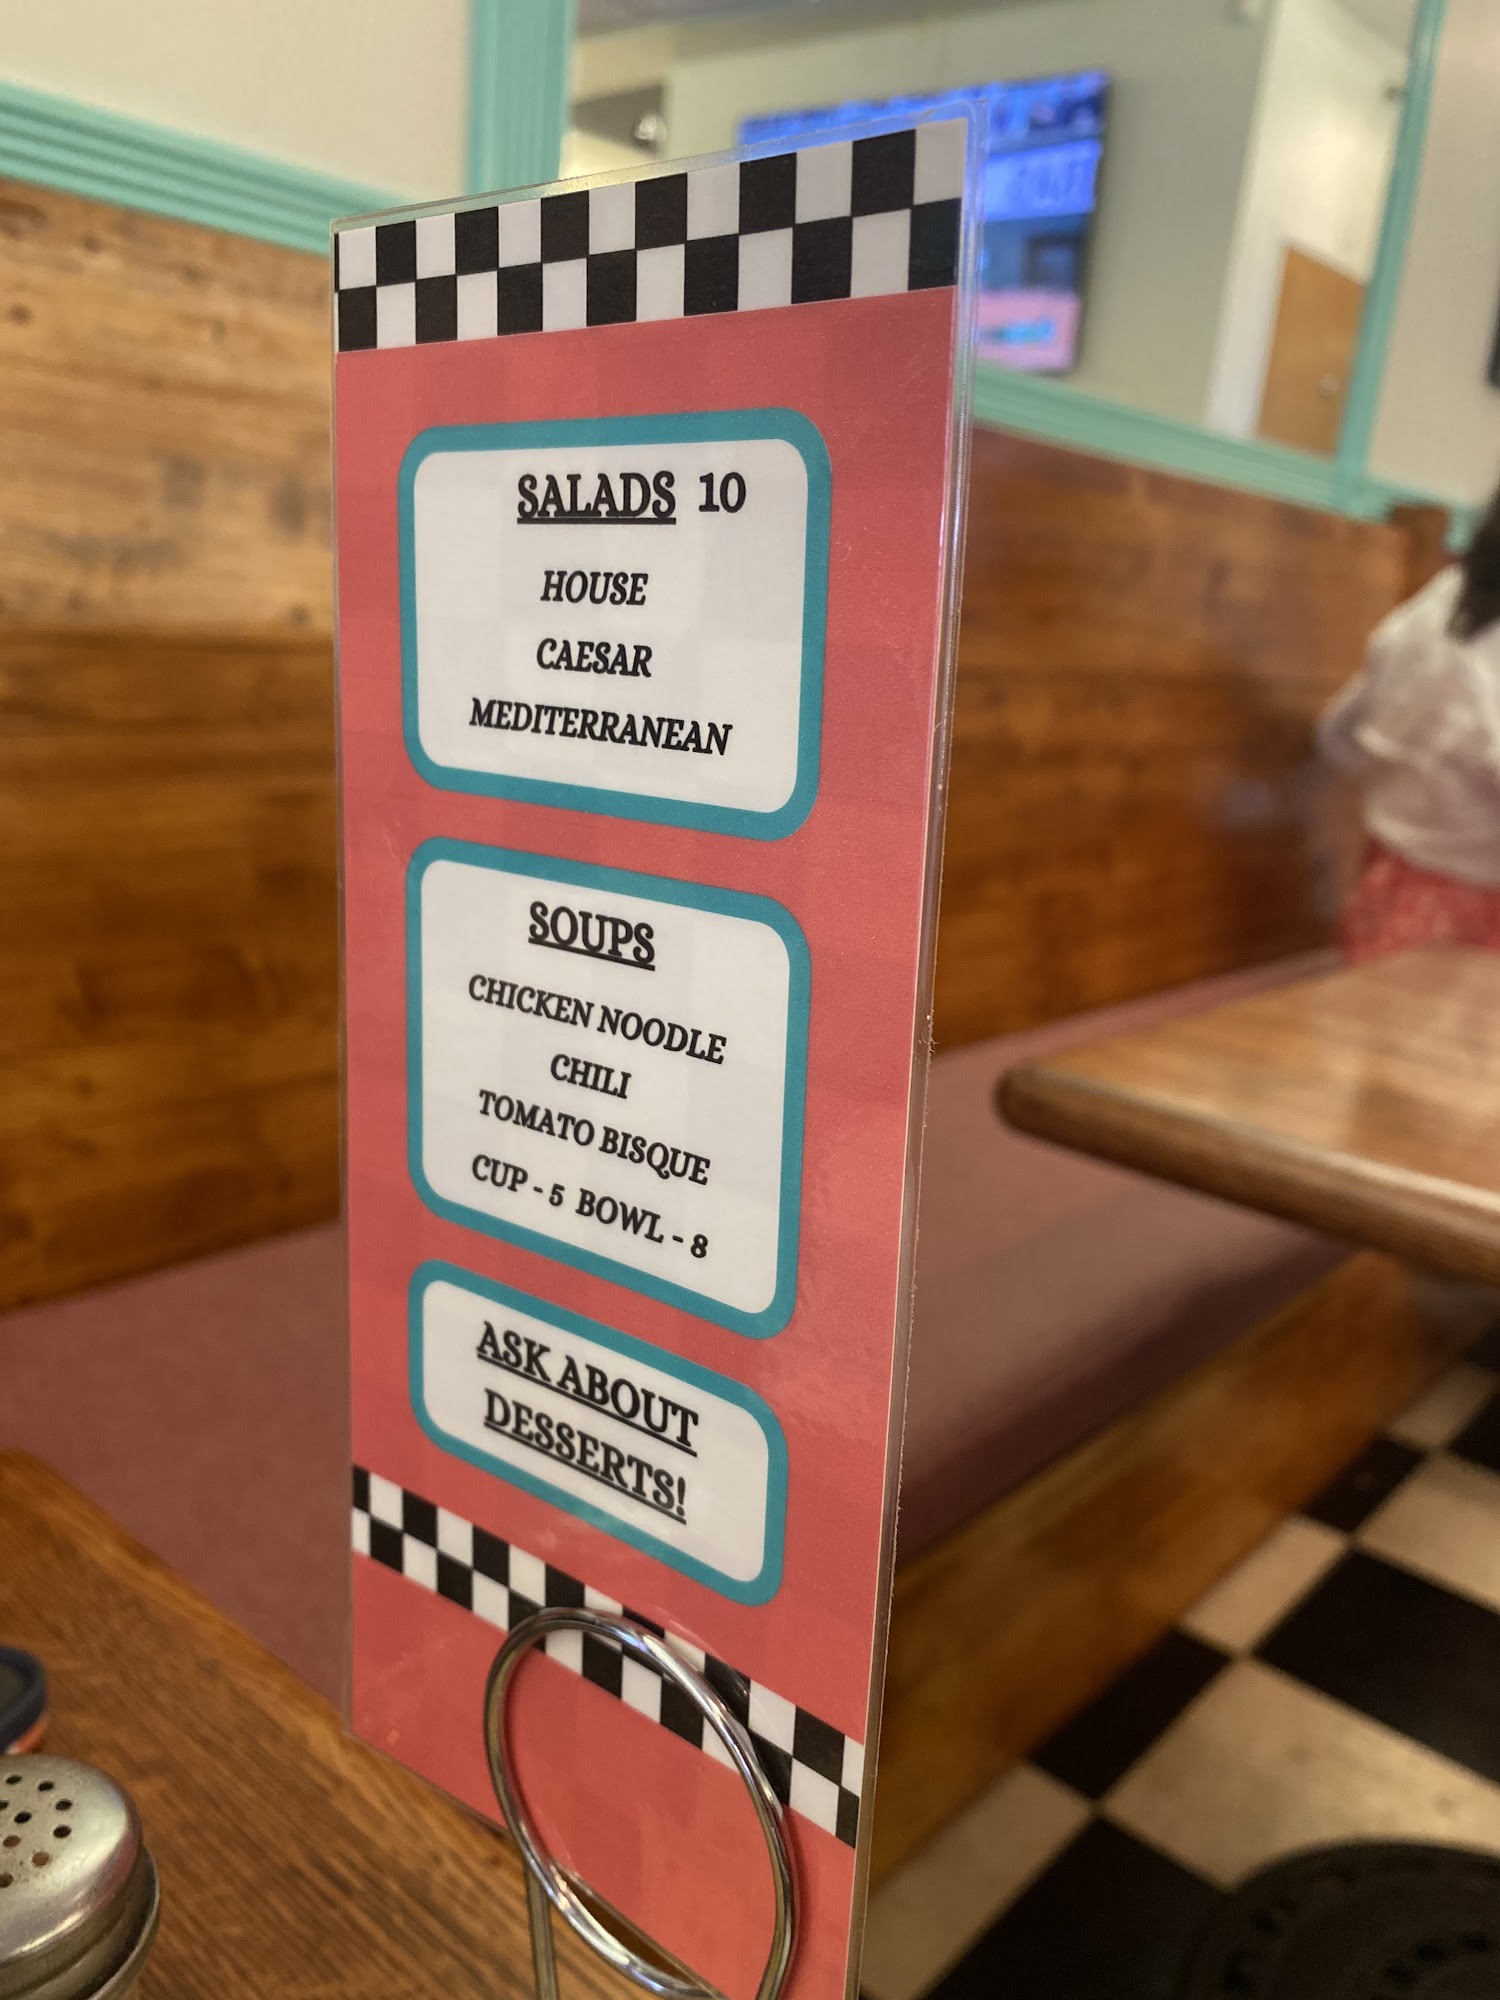 SALADS 10
HOUSE
CAESAR
MEDITERRANEAN
SOUPS
CHICKEN NOODLE
CHILI
TOMATO BISQUE
CUP - 5 BOWL - 8
ASK ABOUT
DESSERTS!